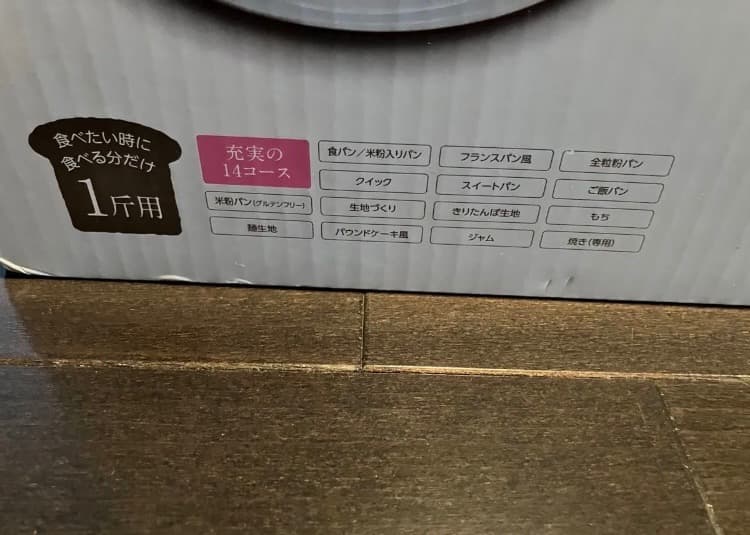 食べたい時に
食べる分だけ
1斤用
充実の
14コース
食パン／米粉入りパン
フランスパン風
全粒粉パン
クイック
スイートパン
ご飯パン
米粉パン(グルテンフリー)
生地づくり
きりたんぽ生地
もち
麺生地
パウンドケーキ風
ジャム
焼き(専用)